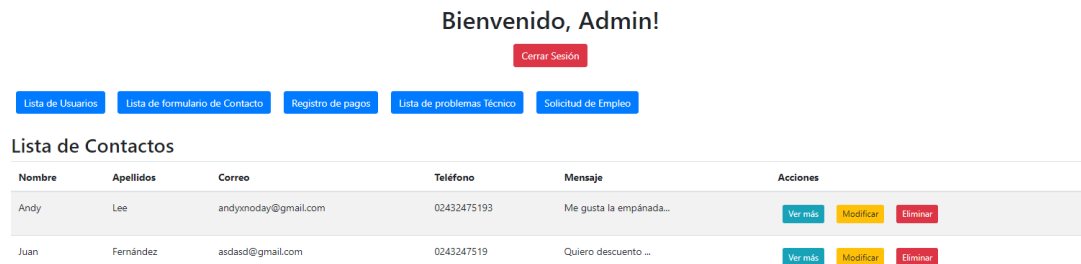 Bienvenido, Admin!
Cerrar Sesión
Lista de Usuarios Lista de formulario de Contacto Registro de pagos Lista de problemas Técnico Solicitud de Empleo
Lista de Contactos
Nombre Apellidos Correo Teléfono Mensaje Acciones
Andy Lee andyxnoday@gmail.com 02432475193 Me gusta la empánada... Ver más Modificar Eliminar
Juan Fernández asdasd@gmail.com 0243247519 Quiero descuento ... Ver más Modificar Eliminar